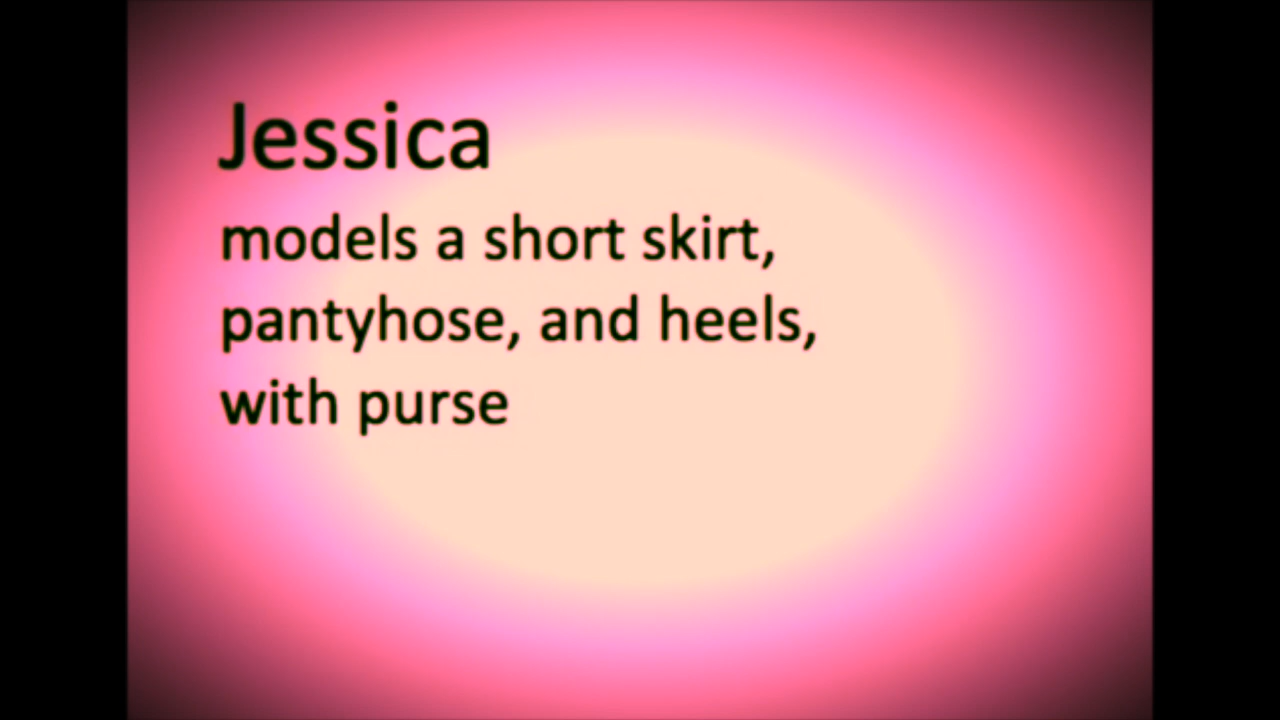 Jessica
models a short skirt,
pantyhose, and heels,
with purse